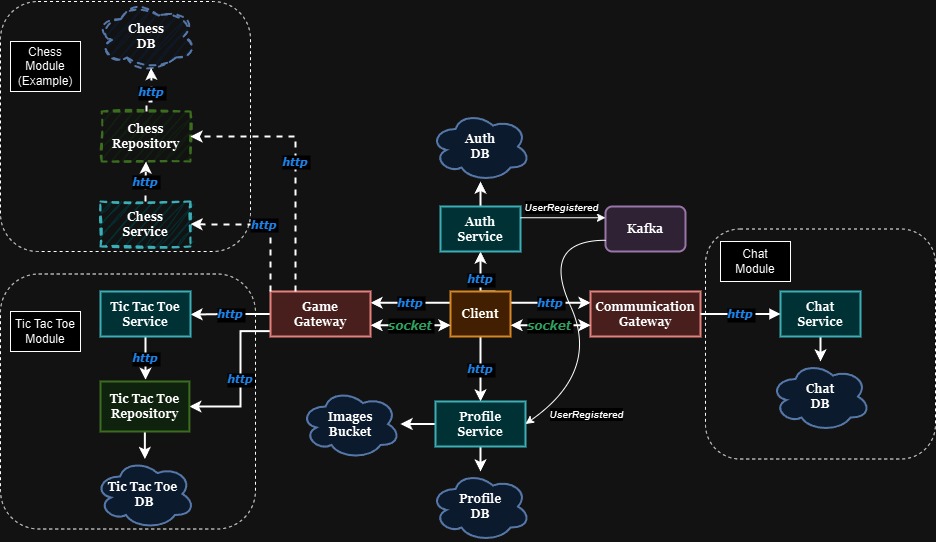 Chess
Module
(Example)
Chess
DB
http
Chess
Repository
http
http
Chess
Service
http
Auth
DB
Auth
Service
UserRegistered
Kafka
http
Chat
Module
Tic Tac Toe
Module
Tic Tac Toe
Service
http
Game
Gateway
http
socket
Client
http
socket
Communication
Gateway
http
Chat
Service
http
http
http
Tic Tac Toe
Repository
Images
Bucket
Profile
Service
UserRegistered
Chat
DB
Tic Tac Toe
DB
Profile
DB